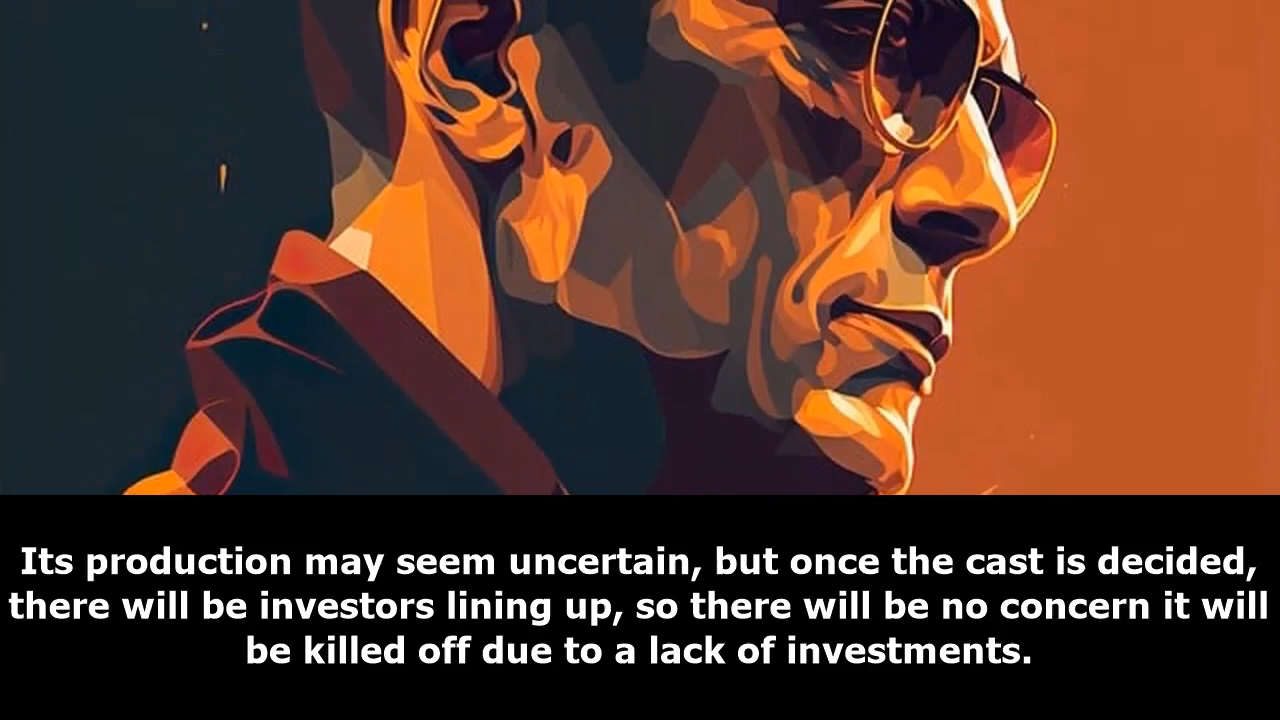 Its production may seem uncertain, but once the cast is decided,
there will be investors lining up, so there will be no concern it will
be killed off due to a lack of investments.